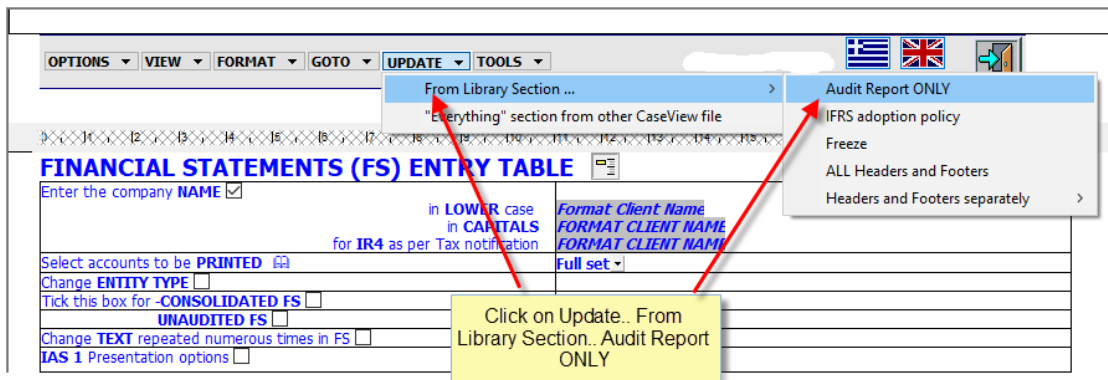 OPTIONS VIEW FORMAT GOTO UPDATE TOOLS
From Library Section ...
"Everything" section from other CaseView file
Audit Report ONLY
IFRS adoption policy
Freeze
ALL Headers and Footers
Headers and Footers separately
FINANCIAL STATEMENTS (FS) ENTRY TABLE
Enter the company NAME
in LOWER case Format Client Name
in CAPITALS FORMAT CLIENT NAME
for IR4 as per Tax notification FORMAT CLIENT NAME
Select accounts to be PRINTED Full set
Change ENTITY TYPE
Tick this box for -CONSOLIDATED FS
UNAUDITED FS
Change TEXT repeated numerous times in FS
IAS 1 Presentation options
Click on Update.. From
Library Section.. Audit Report
ONLY